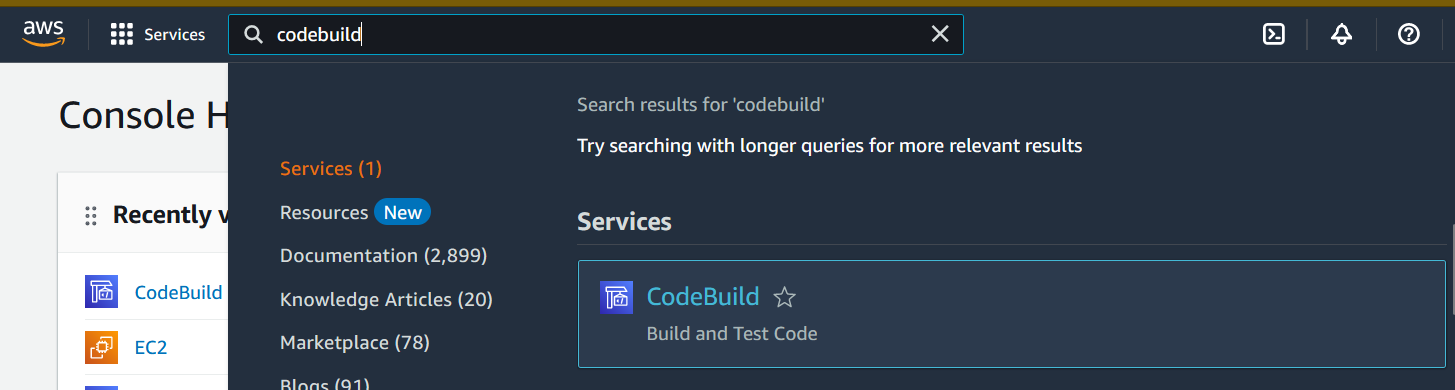 aws
Services
codebuild
Console H
Search results for 'codebuild'
Try searching with longer queries for more relevant results
Services (1)
Resources New
Documentation (2,899)
Knowledge Articles (20)
Marketplace (78)
Blogs (91)
Recently v
CodeBuild
EC2
Services
CodeBuild
Build and Test Code